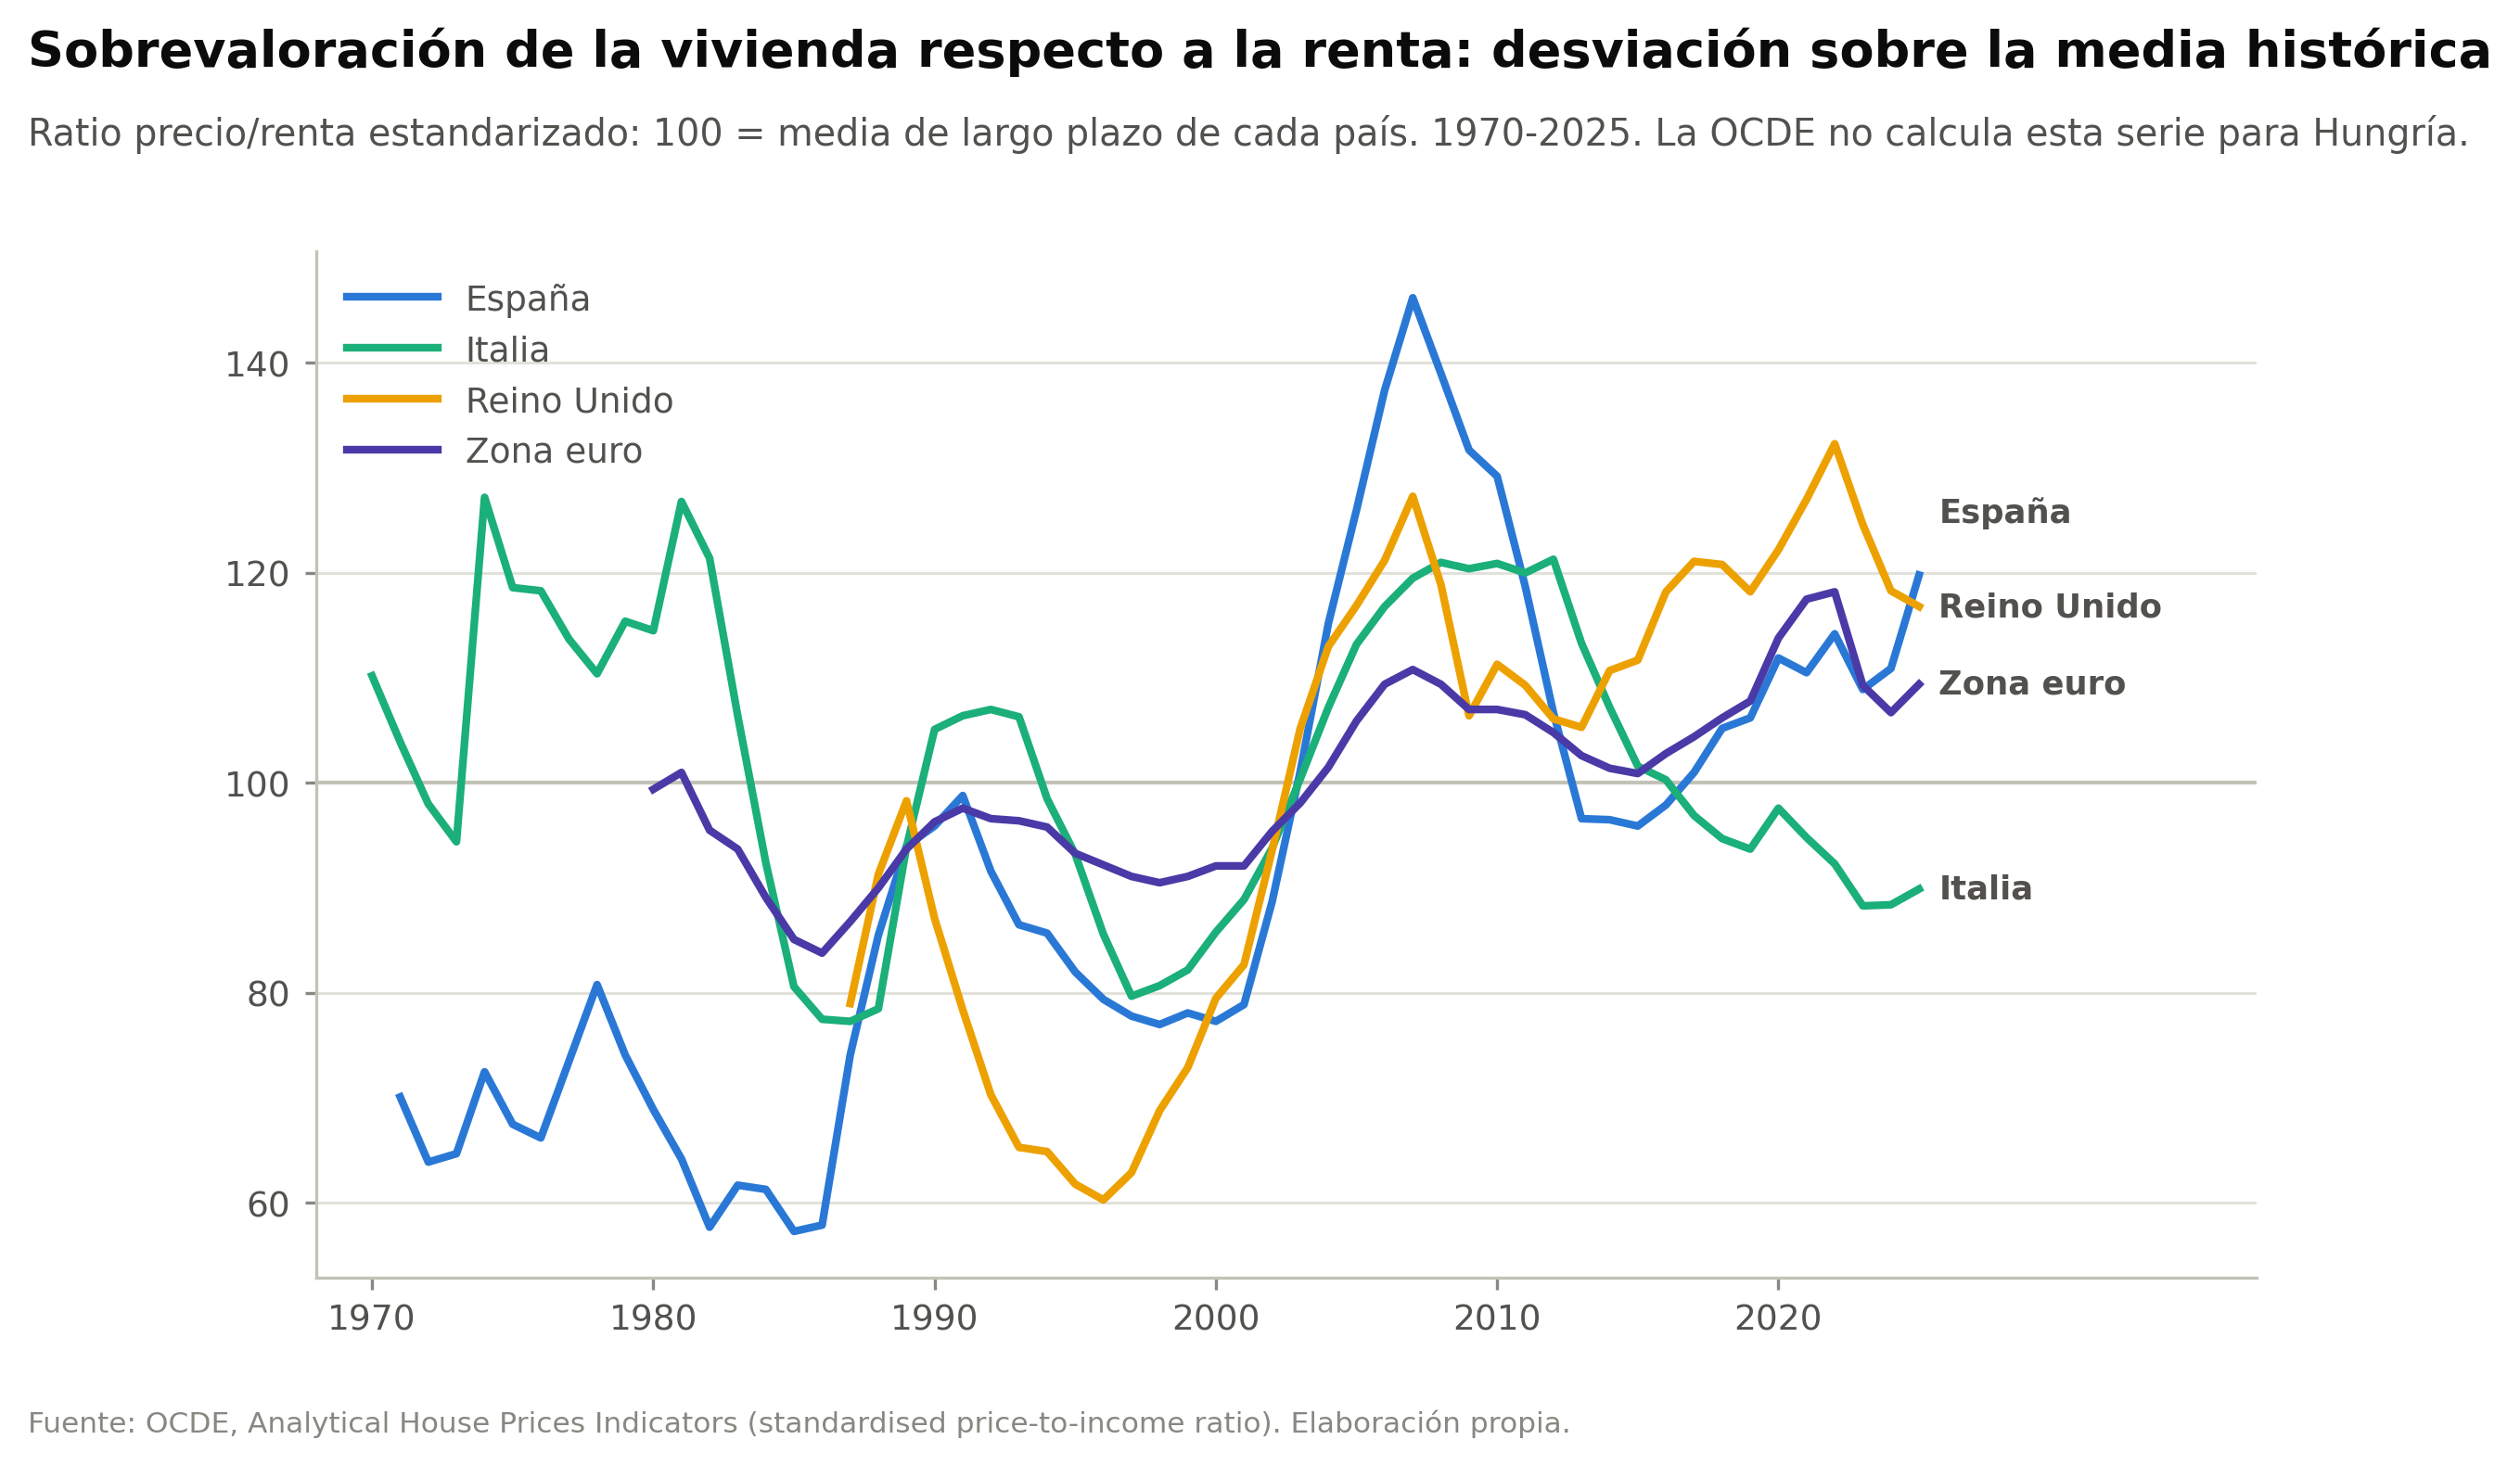 Sobrevaloración de la vivienda respecto a la renta: desviación sobre la media histórica
Ratio precio/renta estandarizado: 100 = media de largo plazo de cada país. 1970-2025. La OCDE no calcula esta serie para Hungría.
España
Italia
Reino Unido
Zona euro
140
120
100
80
60
España
Reino Unido
Zona euro
Italia
1970 1980 1990 2000 2010 2020
Fuente: OCDE, Analytical House Prices Indicators (standardised price-to-income ratio). Elaboración propia.